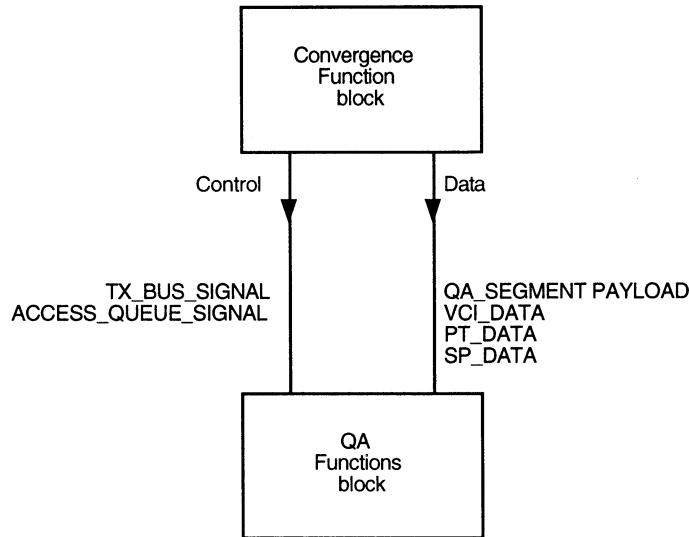 Convergence
Function
block
Control
Data
TX_BUS_SIGNAL
ACCESS_QUEUE_SIGNAL
QA_SEGMENT PAYLOAD
VCI_DATA
PT_DATA
SP_DATA
QA
Functions
block